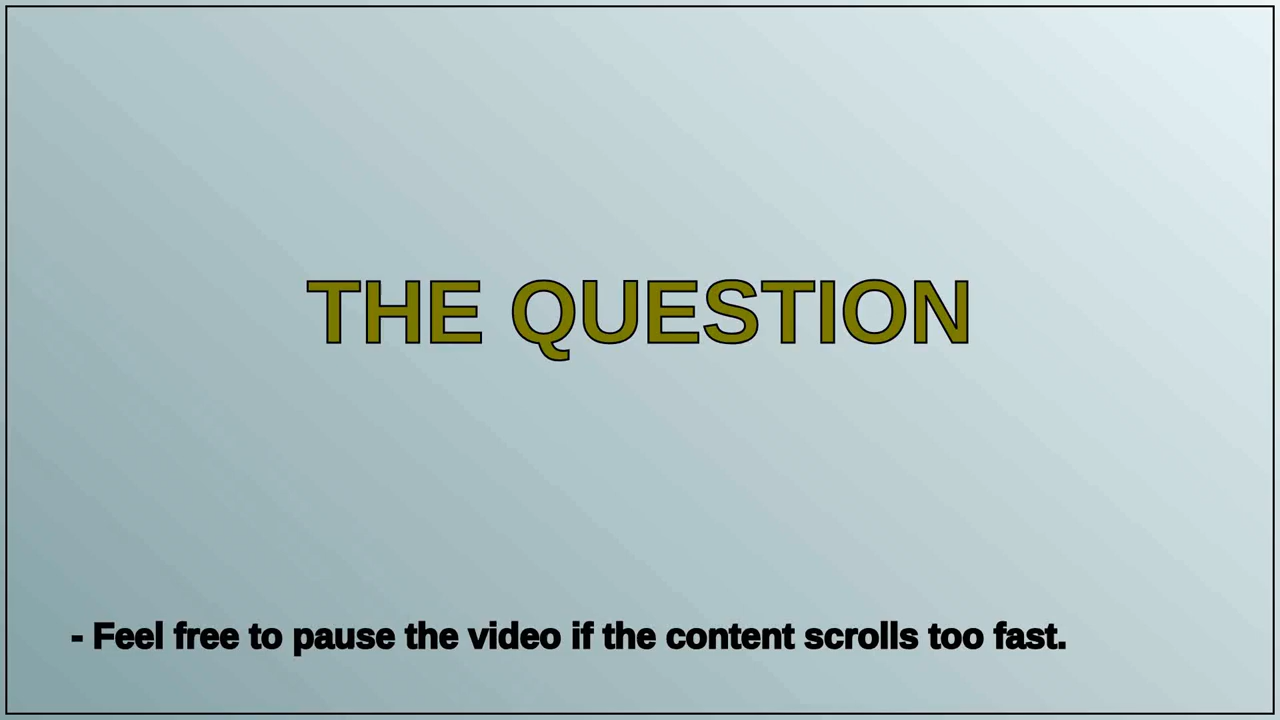 THE QUESTION
- Feel free to pause the video if the content scrolls too fast.